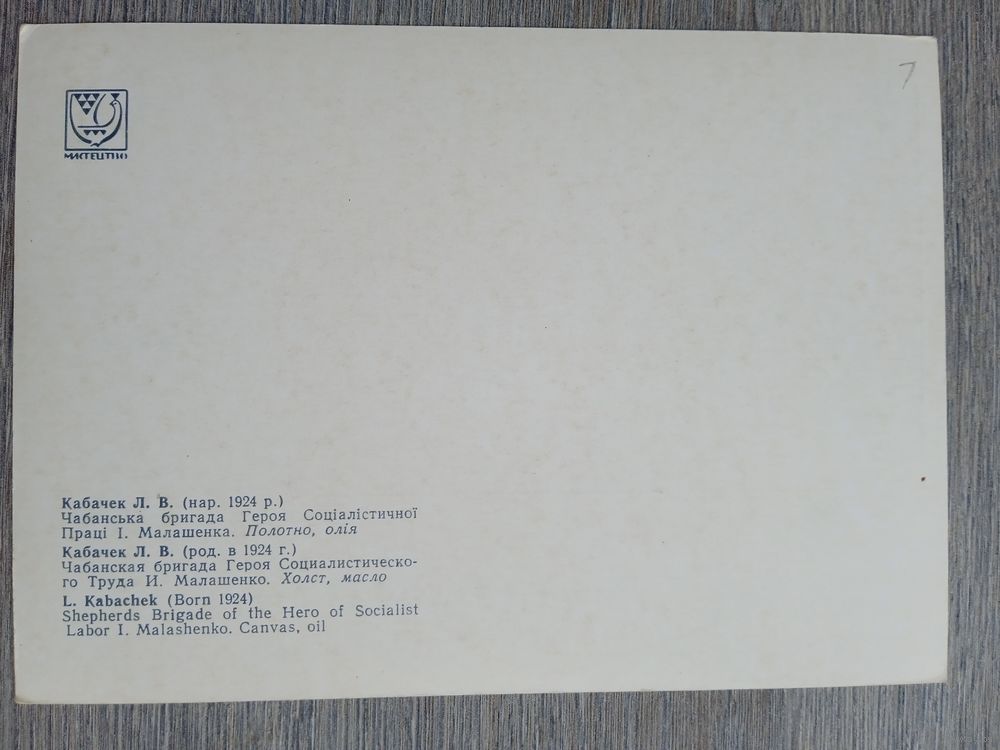 7
МИСТЕЦТВО
Кабачек Л. В. (нар. 1924 р.)
Чабанська бригада Героя Соціалістичної
Праці І. Малашенка. Полотно, олія
Кабачек Л. В. (род. в 1924 г.)
Чабанская бригада Героя Социалистическо-
го Труда И. Малашенко. Холст, масло
L. Kabachek (Born 1924)
Shepherds Brigade of the Hero of Socialist
Labor I. Malashenko. Canvas, oil